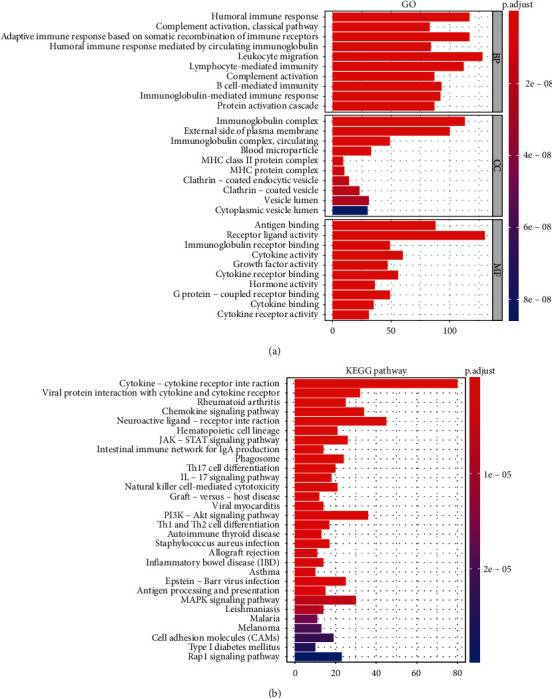 GO
p.adjust
Humoral immune response
Complement activation, classical pathway
Adaptive immune response based on somatic recombination of immune receptors
Humoral immune response mediated by circulating immunoglobulin
Leukocyte migration
Lymphocyte-mediated immunity
Complement activation
B cell-mediated immunity
Immunoglobulin-mediated immune response
Protein activation cascade
BP
Immunoglobulin complex
External side of plasma membrane
Immunoglobulin complex, circulating
Blood microparticle
MHC class II protein complex
MHC protein complex
Clathrin – coated endocytic vesicle
Clathrin – coated vesicle
Vesicle lumen
Cytoplasmic vesicle lumen
CC
Antigen binding
Receptor ligand activity
Immunoglobulin receptor binding
Cytokine activity
Growth factor activity
Cytokine receptor binding
Hormone activity
G protein – coupled receptor binding
Cytokine binding
Cytokine receptor activity
MF
0 50 100
2e – 08
4e – 08
6e – 08
8e – 08
(a)
KEGG pathway
p.adjust
Cytokine – cytokine receptor inte raction
Viral protein interaction with cytokine and cytokine receptor
Rheumatoid arthritis
Chemokine signaling pathway
Neuroactive ligand – receptor inte raction
Hematopoietic cell lineage
JAK – STAT signaling pathway
Intestinal immune network for IgA production
Phagosome
Th17 cell differentiation
IL – 17 signaling pathway
Natural killer cell-mediated cytotoxicity
Graft – versus – host disease
Viral myocarditis
PI3K – Akt signaling pathway
Th1 and Th2 cell differentiation
Autoimmune thyroid disease
Staphylococcus aureus infection
Allograft rejection
Inflammatory bowel disease (IBD)
Asthma
Epstein – Barr virus infection
Antigen processing and presentation
MAPK signaling pathway
Leishmaniasis
Malaria
Melanoma
Cell adhesion molecules (CAMs)
Type I diabetes mellitus
Rap1 signaling pathway
0 20 40 60 80
1e – 05
2e – 05
(b)